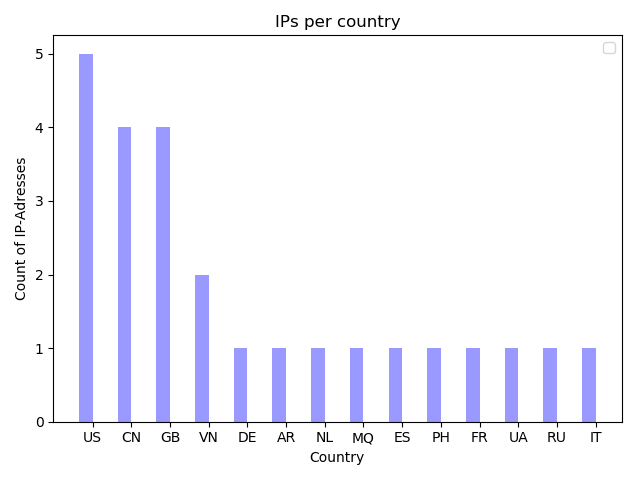 IPs per country
Count of IP-Adresses
5
4
3
2
1
0
US CN GB VN DE AR NL MQ ES PH FR UA RU IT
Country